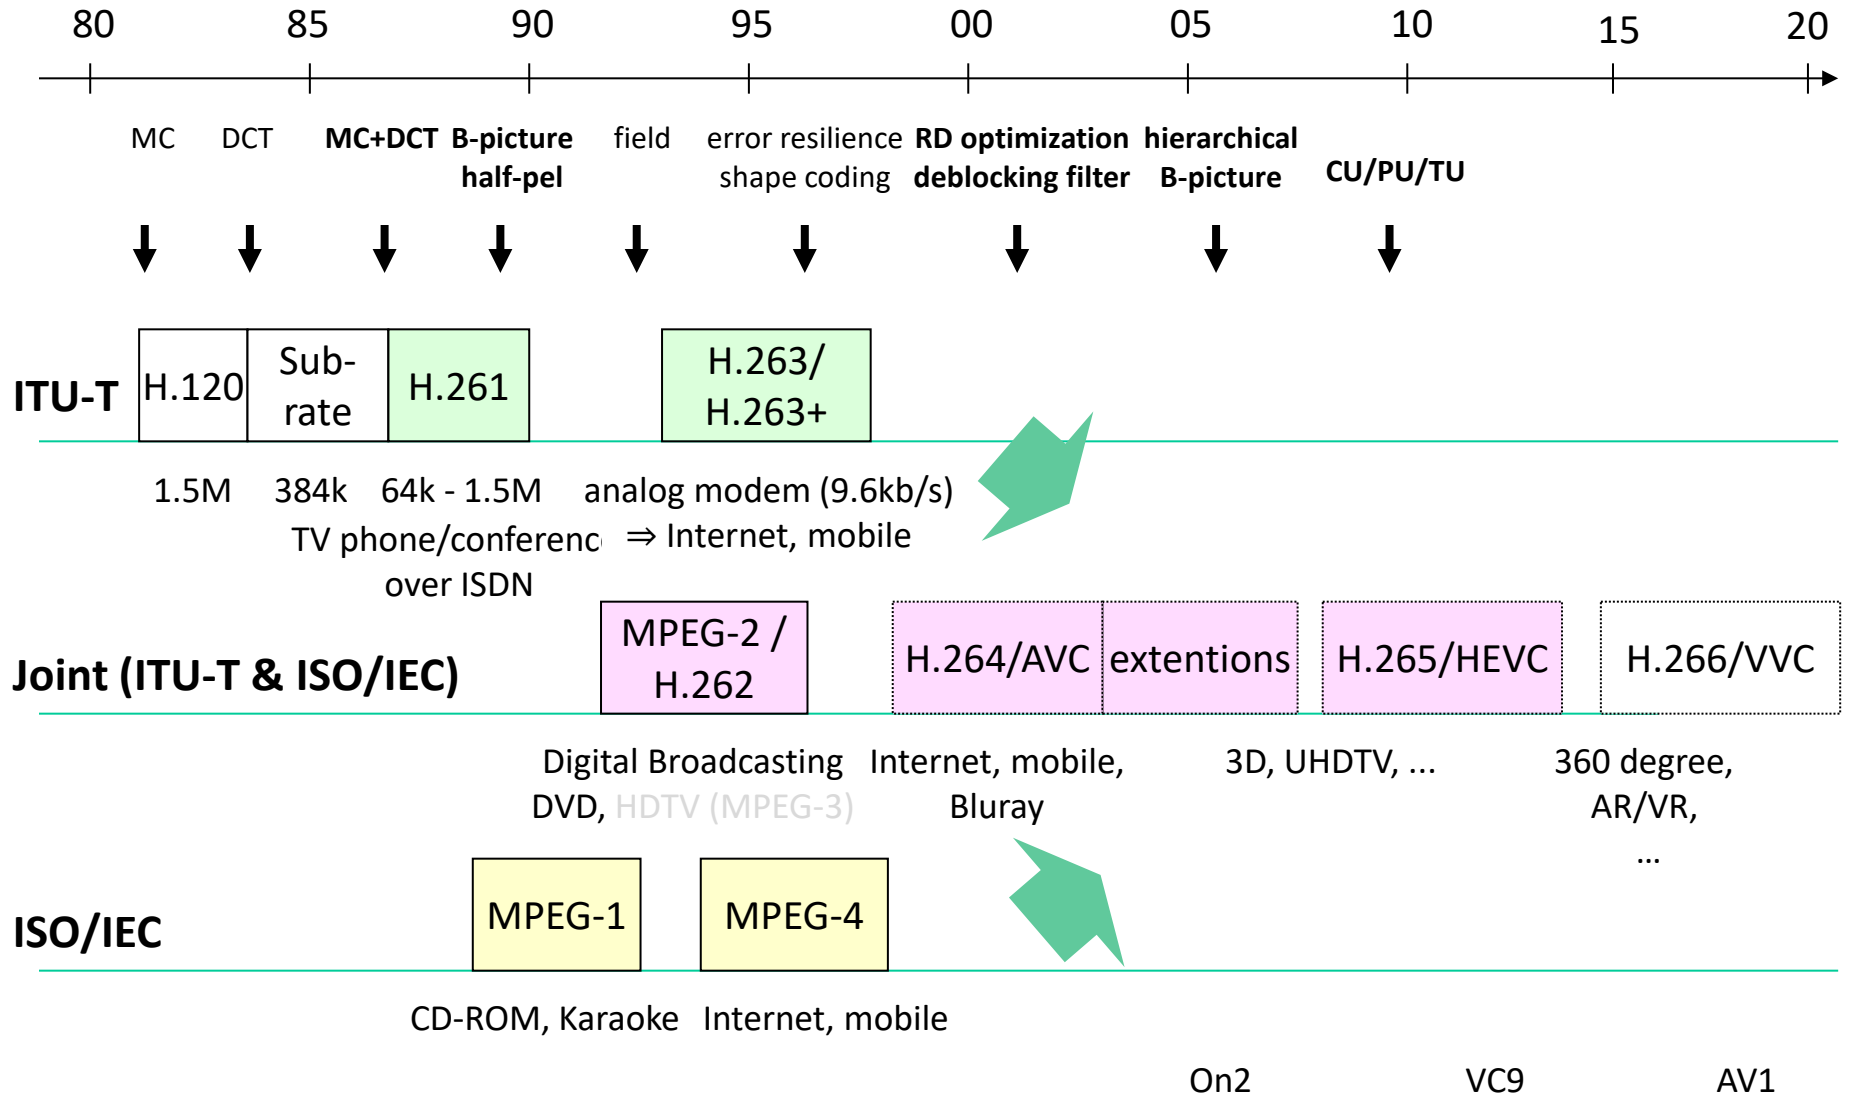 80 85 90 95 00 05 10 15 20
MC DCT MC+DCT B-picture field error resilience RD optimization hierarchical
half-pel shape coding deblocking filter B-picture CU/PU/TU
ITU-T
H.120
Sub-
rate
H.261
H.263/
H.263+
1.5M 384k 64k - 1.5M analog modem (9.6kb/s)
TV phone/conferenc ⇒ Internet, mobile
over ISDN
Joint (ITU-T & ISO/IEC)
MPEG-2 /
H.262
H.264/AVC
extentions
H.265/HEVC
H.266/VVC
Digital Broadcasting
DVD, HDTV (MPEG-3)
Internet, mobile,
Bluray
3D, UHDTV, ...
360 degree,
AR/VR,
...
ISO/IEC
MPEG-1
MPEG-4
CD-ROM, Karaoke
Internet, mobile
On2 VC9 AV1